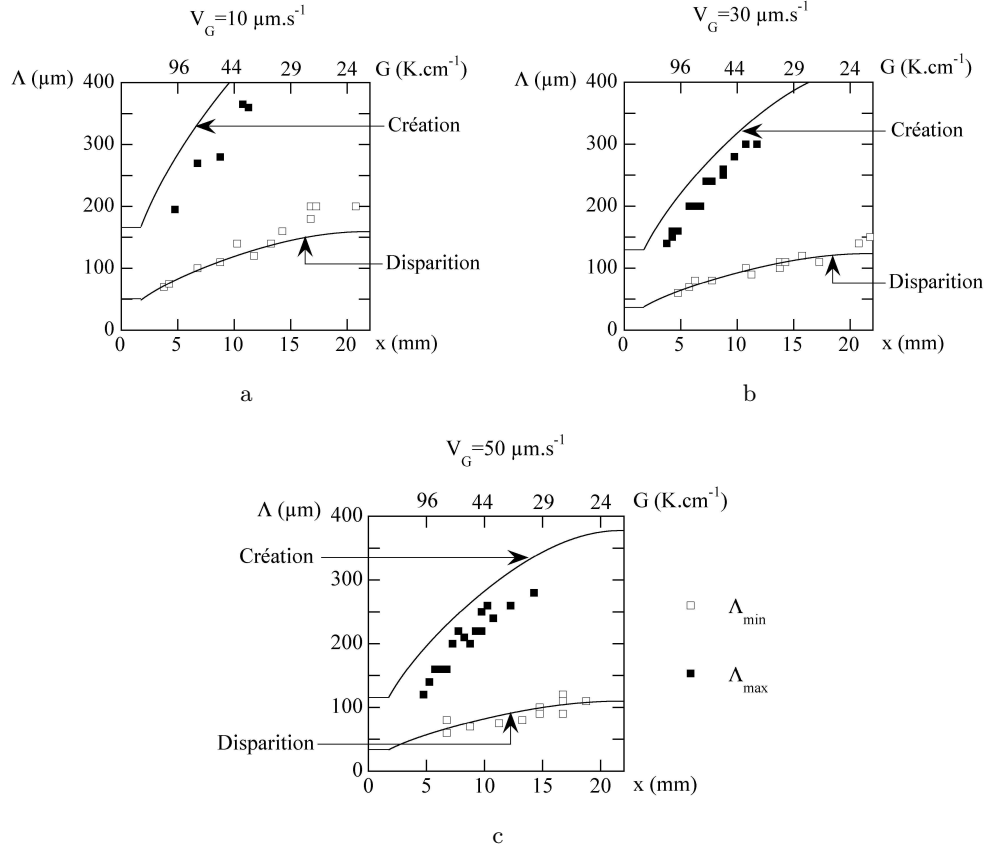 V_G=10 µm.s⁻¹
96 44 29 24 G (K.cm⁻¹)
Λ (µm)
400
300
200
100
0
Création
Disparition
0 5 10 15 20 x (mm)
a
V_G=30 µm.s⁻¹
96 44 29 24 G (K.cm⁻¹)
Λ (µm)
400
300
200
100
0
Création
Disparition
0 5 10 15 20 x (mm)
b
V_G=50 µm.s⁻¹
96 44 29 24 G (K.cm⁻¹)
Λ (µm)
400
300
200
100
0
Création
Disparition
0 5 10 15 20 x (mm)
c
Λ_min
Λ_max